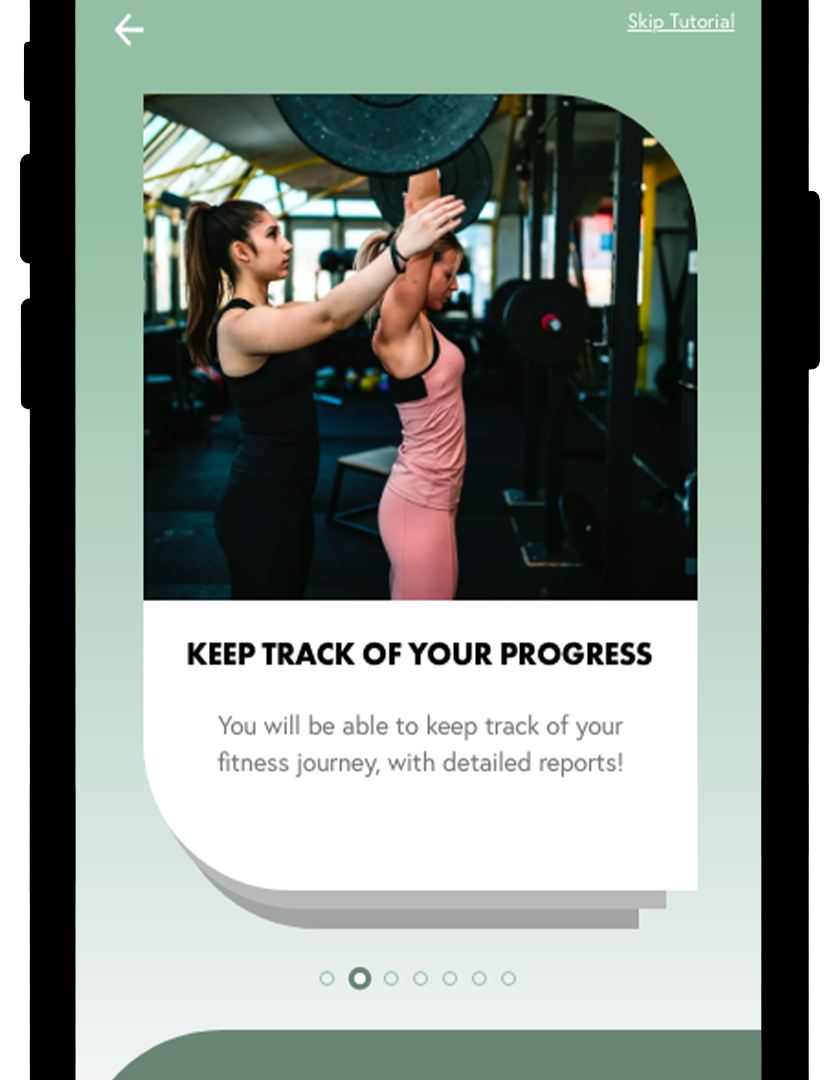 Skip Tutorial
KEEP TRACK OF YOUR PROGRESS
You will be able to keep track of your
fitness journey, with detailed reports!